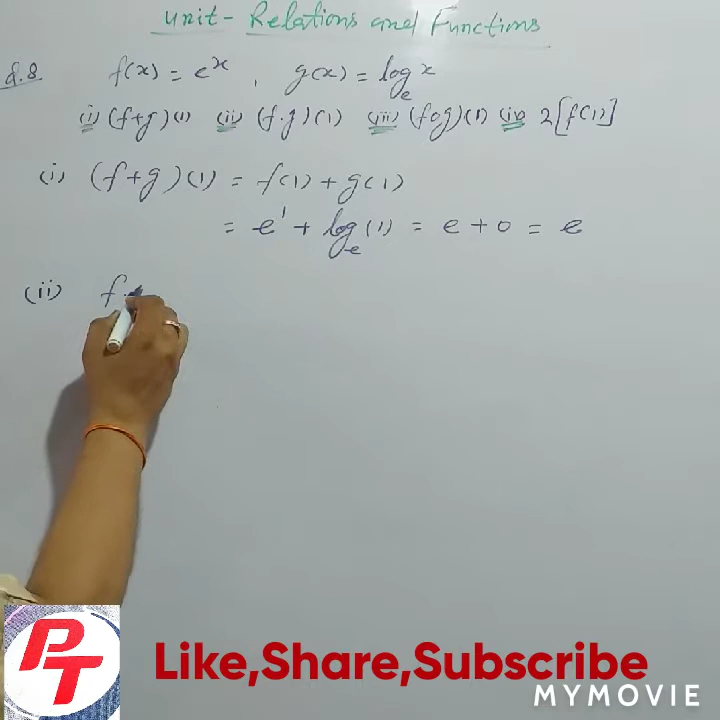 Unit - Relations and Functions
Q.8. f(x) = e^x , g(x) = log_e x
(i) (f+g)(1) (ii) (f.g)(1) (iii) (fog)(1) (iv) 2[f(1)]
(i) (f+g)(1) = f(1) + g(1)
= e^1 + log_e (1) = e + 0 = e
(ii) f.
PT
Like,Share,Subscribe
MYMOVIE